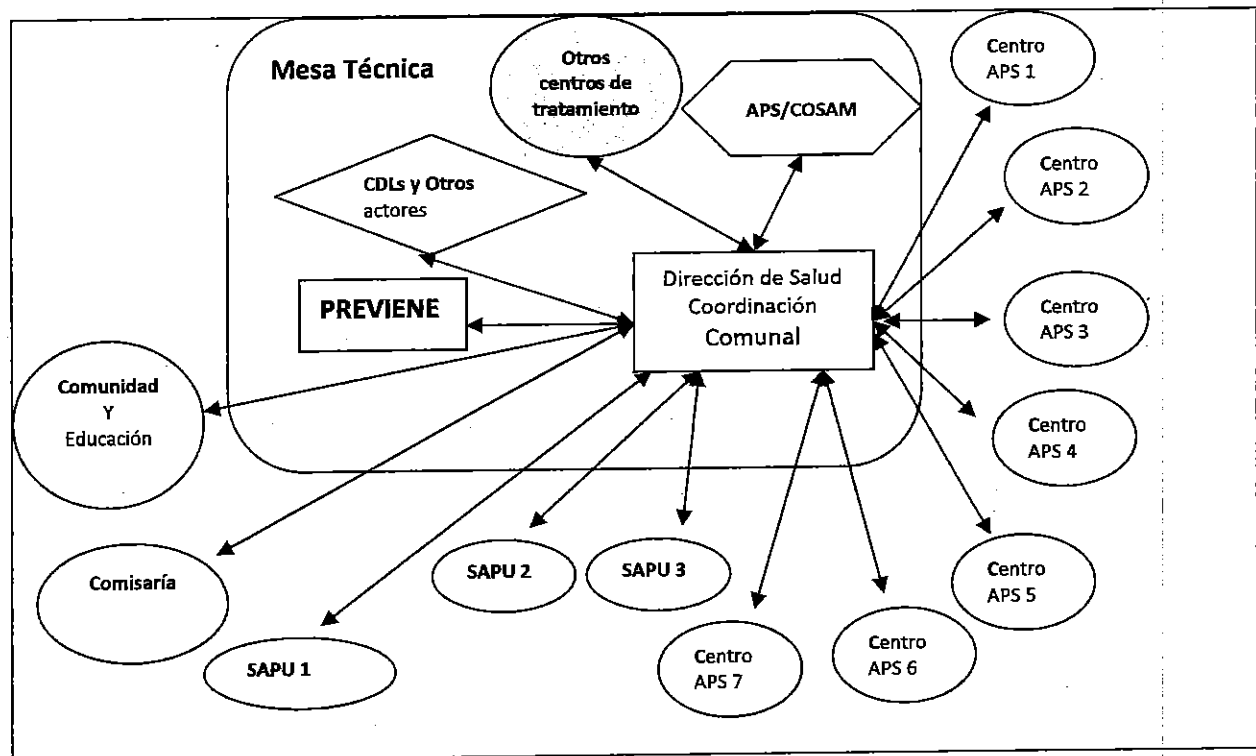 Mesa Técnica
Otros
centros de
tratamiento
APS/COSAM
Centro
APS 1
CDLs y Otros
actores
Centro
APS 2
PREVIENE
Dirección de Salud
Coordinación
Comunal
Centro
APS 3
Comunidad
Y
Educación
Centro
APS 4
Comisaría
SAPU 1
SAPU 2
SAPU 3
Centro
APS 5
Centro
APS 6
Centro
APS 7